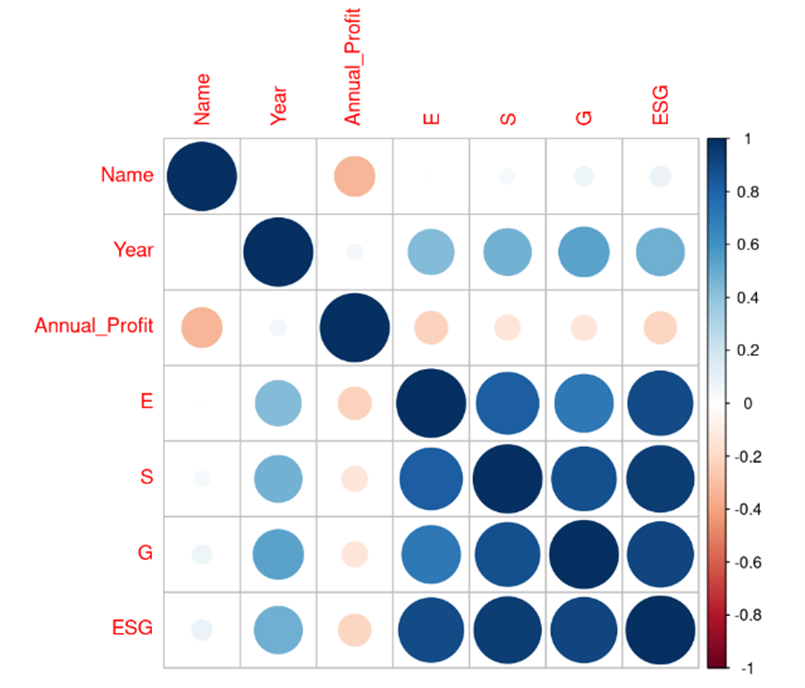 Name
Year
Annual_Profit
E
S
G
ESG
Name
Year
Annual_Profit
E
S
G
ESG
1
0.8
0.6
0.4
0.2
0
-0.2
-0.4
-0.6
-0.8
-1